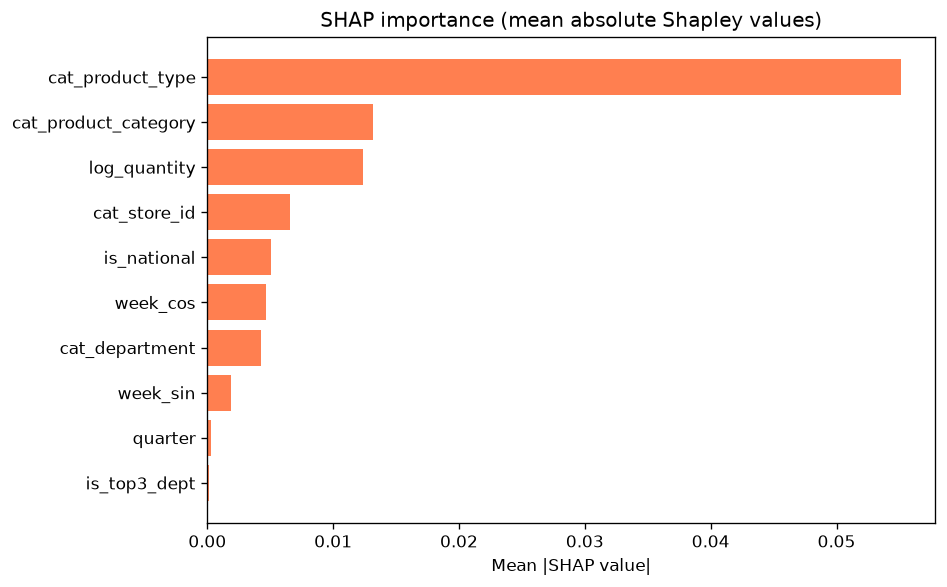 SHAP importance (mean absolute Shapley values)
cat_product_type
cat_product_category
log_quantity
cat_store_id
is_national
week_cos
cat_department
week_sin
quarter
is_top3_dept
0.00 0.01 0.02 0.03 0.04 0.05
Mean |SHAP value|